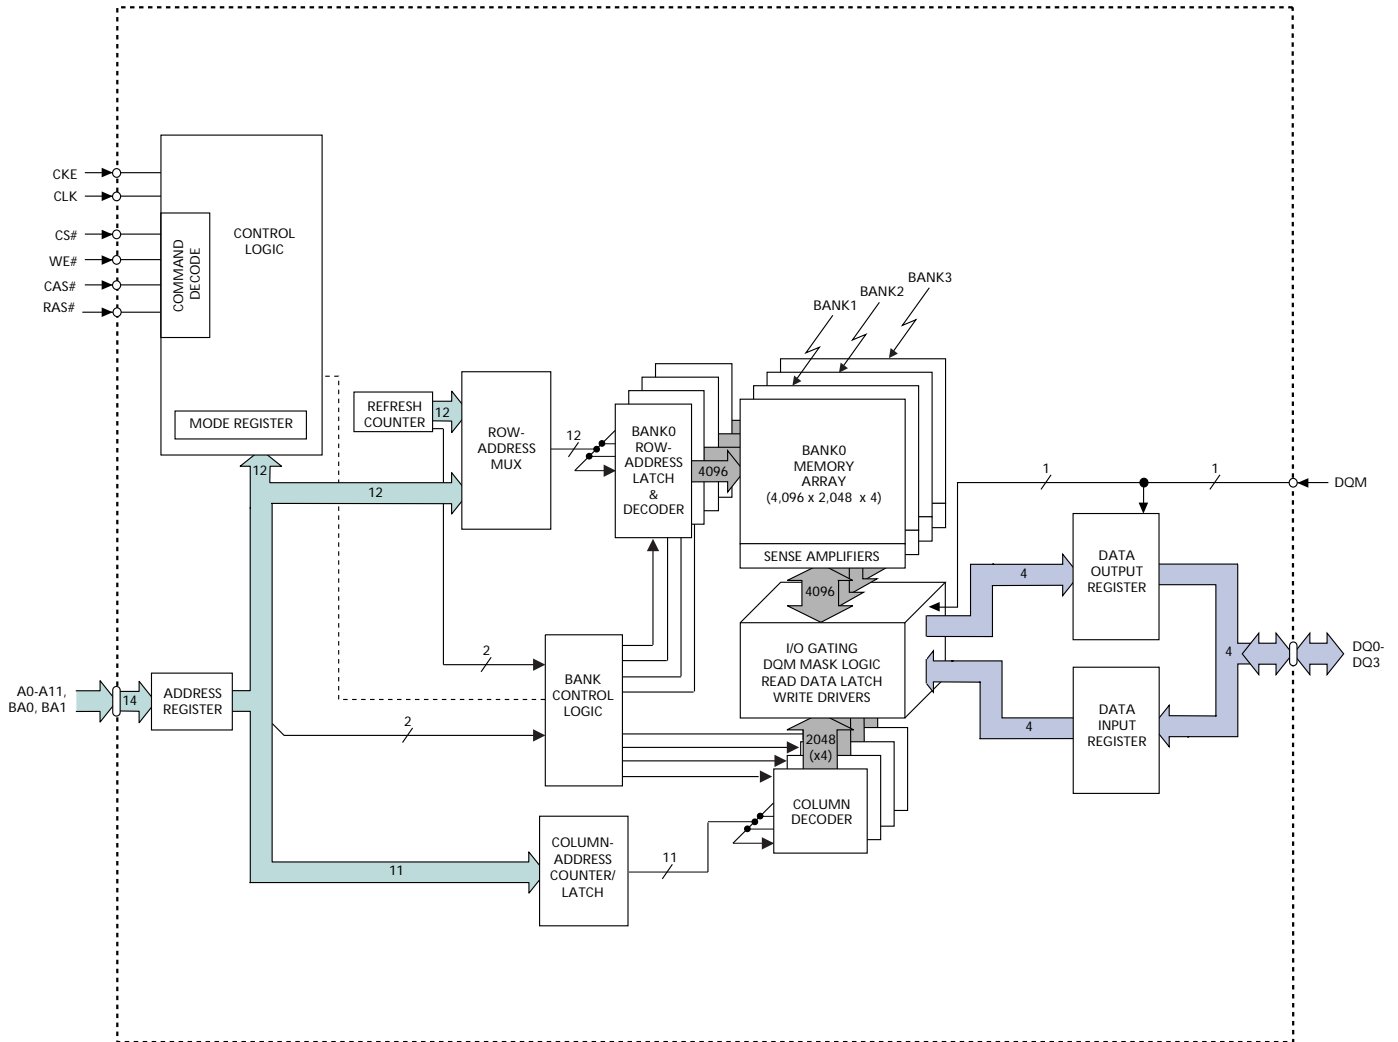 CKE
CLK
CS#
WE#
CAS#
RAS#
COMMAND
DECODE
CONTROL
LOGIC
MODE REGISTER
12
REFRESH
COUNTER
12
12
ROW-
ADDRESS
MUX
12
BANK0
ROW-
ADDRESS
LATCH
&
DECODER
4096
BANK1
BANK2
BANK3
BANK0
MEMORY
ARRAY
(4,096 x 2,048 x 4)
SENSE AMPLIFIERS
4096
I/O GATING
DQM MASK LOGIC
READ DATA LATCH
WRITE DRIVERS
2048
(x4)
COLUMN
DECODER
1
1
DQM
DATA
OUTPUT
REGISTER
4
4
4
DATA
INPUT
REGISTER
DQ0-
DQ3
A0-A11,
BA0, BA1
14
ADDRESS
REGISTER
2
2
BANK
CONTROL
LOGIC
11
COLUMN-
ADDRESS
COUNTER/
LATCH
11